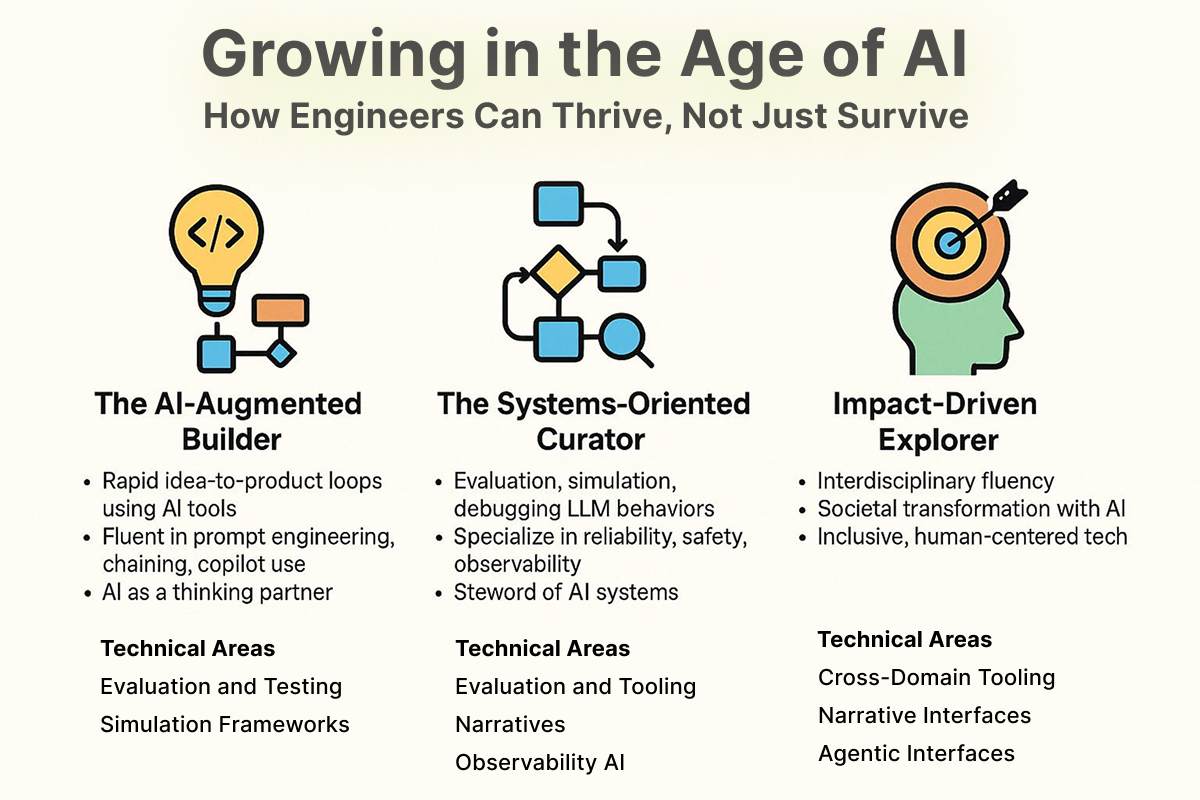 Growing in the Age of AI
How Engineers Can Thrive, Not Just Survive
</>
The AI-Augmented
Builder
• Rapid idea-to-product loops
using AI tools
• Fluent in prompt engineering,
chaining, copilot use
• AI as a thinking partner
Technical Areas
Evaluation and Testing
Simulation Frameworks
The Systems-Oriented
Curator
• Evaluation, simulation,
debugging LLM behaviors
• Specialize in reliability, safety,
observability
• Steword of AI systems
Technical Areas
Evaluation and Tooling
Narratives
Observability AI
Impact-Driven
Explorer
• Interdisciplinary fluency
• Societal transformation with AI
• Inclusive, human-centered tech
Technical Areas
Cross-Domain Tooling
Narrative Interfaces
Agentic Interfaces